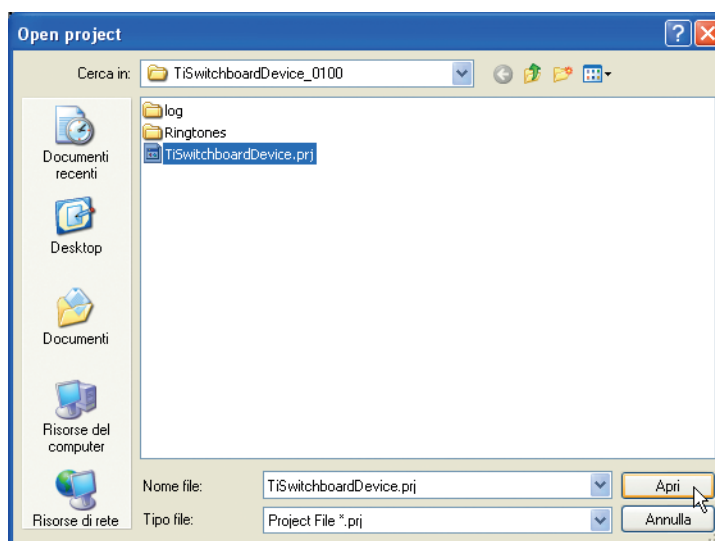 Open project
Cerca in: TiSwitchboardDevice_0100
log
Ringtones
TiSwitchboardDevice.prj
Documenti
recenti
Desktop
Documenti
Risorse del
computer
Risorse di rete
Nome file: TiSwitchboardDevice.prj Apri
Tipo file: Project File *.prj Annulla